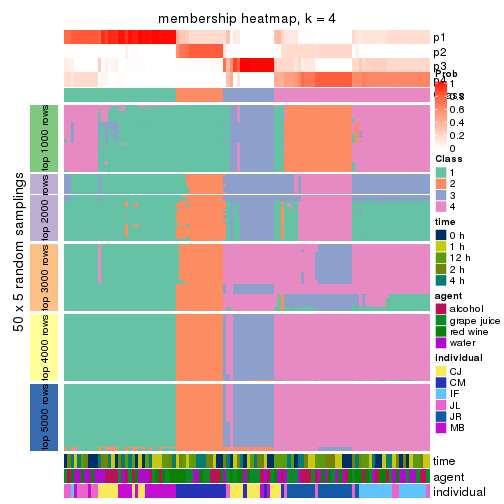 membership heatmap, k = 4
p1
p2
p3
p4
50 x 5 random samplings
top 1000 rows
top 2000 rows
top 3000 rows
top 4000 rows
top 5000 rows
time
agent
individual
Prob
1
0.8
0.6
0.4
0.2
0
Class
Class
1
2
3
4
time
0 h
1 h
12 h
2 h
4 h
agent
alcohol
grape juice
red wine
water
individual
CJ
CM
IF
JL
JR
MB